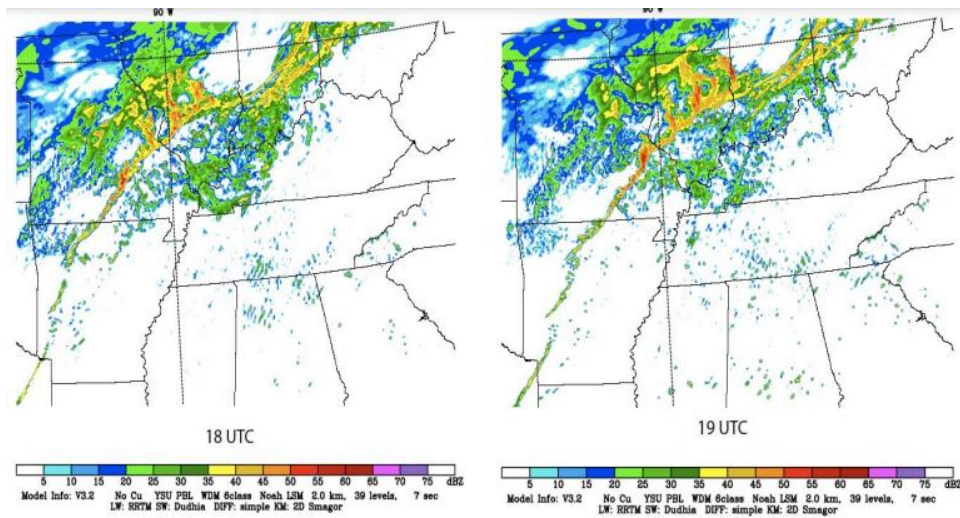 90 W
90 W
18 UTC
19 UTC
5 10 15 20 25 30 35 40 45 50 55 60 65 70 75 dBZ
Model Info: V3.2 No Cu YSU PBL WDM 6class Noah LSM 2.0 km, 39 levels, 7 sec
LW: RRTM SW: Dudhia DIFF: simple KM: 2D Smagor
5 10 15 20 25 30 35 40 45 50 55 60 65 70 75 dBZ
Model Info: V3.2 No Cu YSU PBL WDM 6class Noah LSM 2.0 km, 39 levels, 7 sec
LW: RRTM SW: Dudhia DIFF: simple KM: 2D Smagor